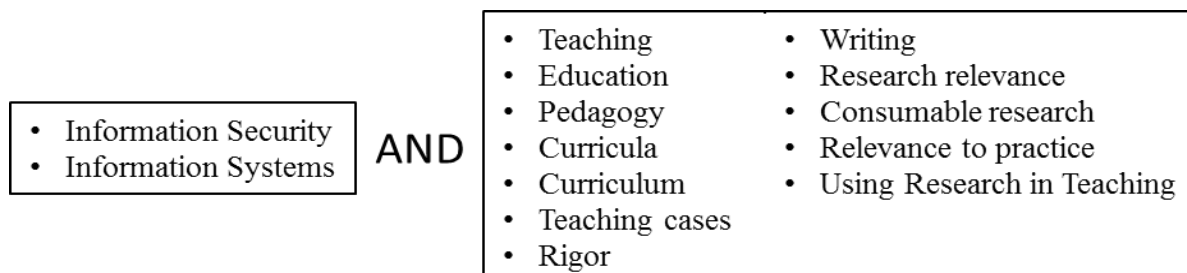 • Information Security
• Information Systems
AND
• Teaching
• Education
• Pedagogy
• Curricula
• Curriculum
• Teaching cases
• Rigor
• Writing
• Research relevance
• Consumable research
• Relevance to practice
• Using Research in Teaching